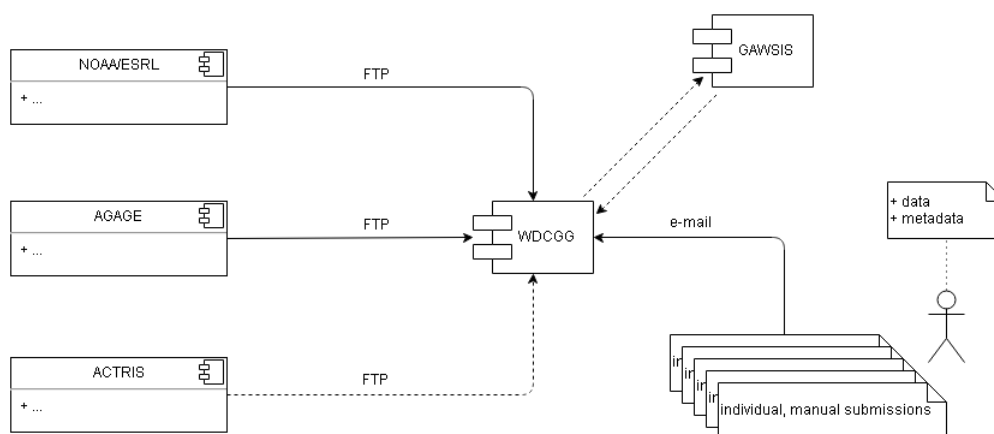 GAWSIS
NOAA/ESRL
+ ...
FTP
AGAGE
+ ...
FTP
WDCGG
e-mail
+ data
+ metadata
ACTRIS
+ ...
FTP
individual, manual submissions